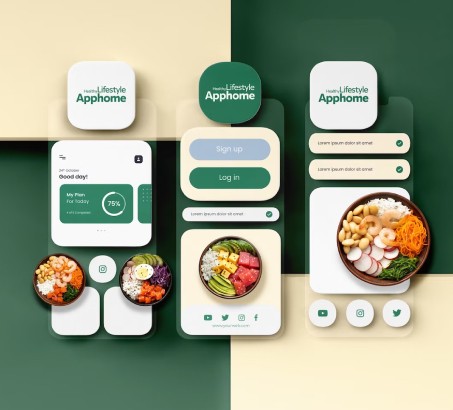 Healthy Lifestyle
Apphome
Good day!
My Plan
For Today
75%
Healthy Lifestyle
Apphome
Sign up
Log in
Lorem ipsum dolor sit amet
Healthy Lifestyle
Apphome
Lorem ipsum dolor sit amet
Lorem ipsum dolor sit amet